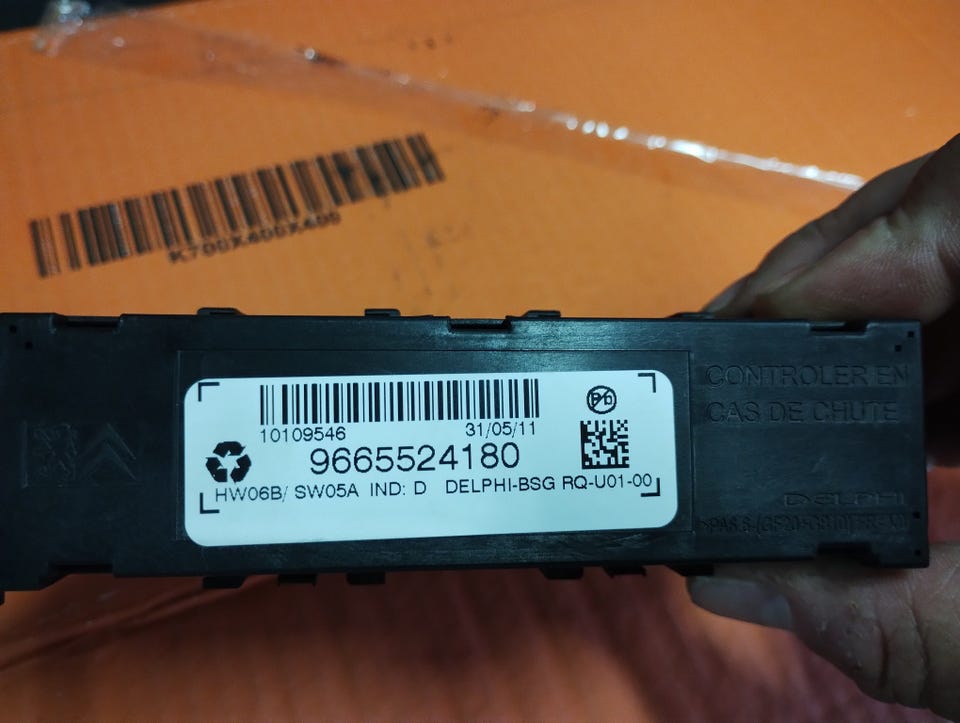 K700X400X400
10109546 31/05/11
Pb
9665524180
HW06B/ SW05A IND: D DELPHI-BSG RQ-U01-00
CONTROLER EN
CAS DE CHUTE
DELPHI